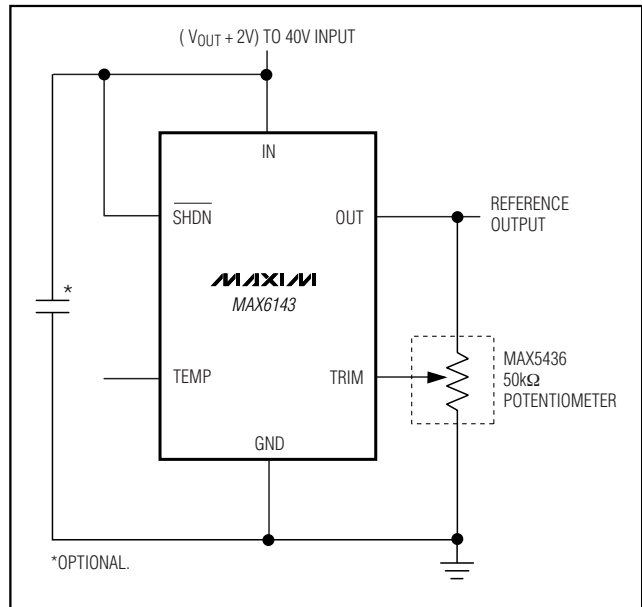 ( VOUT + 2V) TO 40V INPUT
IN
SHDN
OUT
REFERENCE
OUTPUT
MAXIM
MAX6143
*
TEMP
TRIM
MAX5436
50kΩ
POTENTIOMETER
GND
*OPTIONAL.